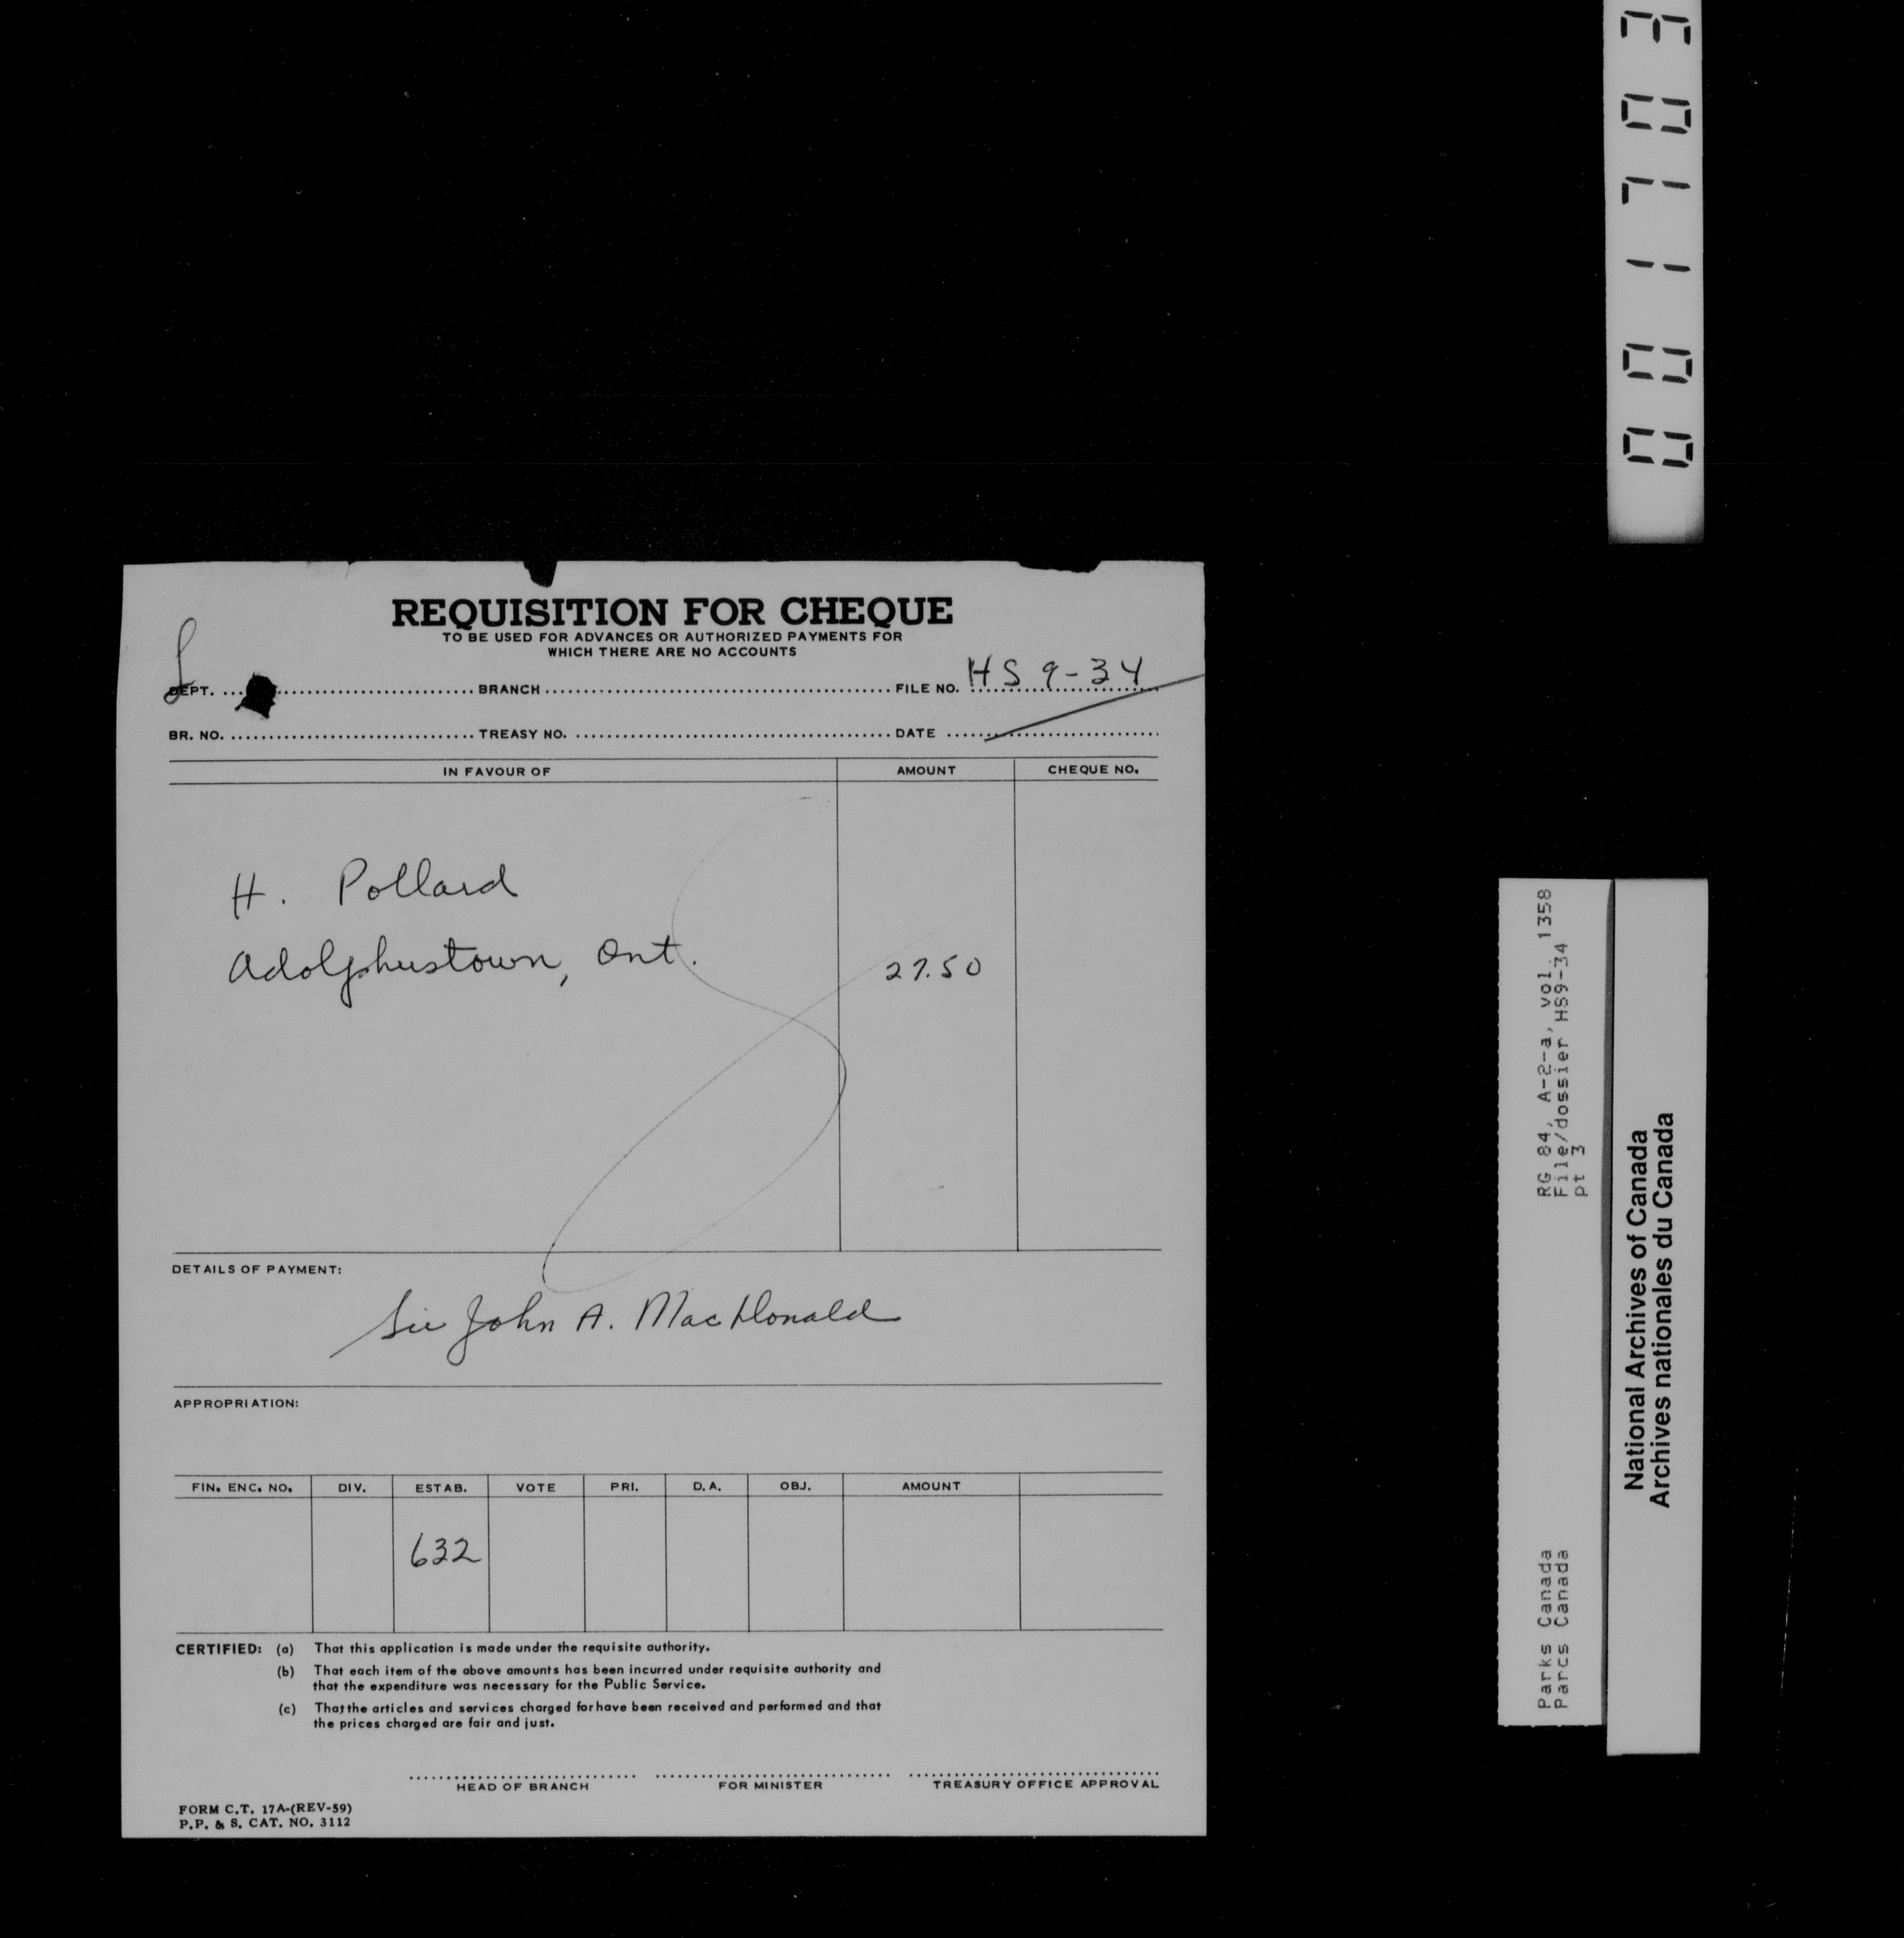 REQUISITION FOR CHEQUE
TO BE USED FOR ADVANCES OR AUTHORIZED PAYMENTS FOR
WHICH THERE ARE NO ACCOUNTS
DEPT. BRANCH FILE NO. HS 9-34
BR. NO. TREASY NO. DATE
IN FAVOUR OF AMOUNT CHEQUE NO.
H. Pollard
Adolphustown, Ont. 27.50
DETAILS OF PAYMENT:
Sir John A. MacDonald
APPROPRIATION:
FIN. ENC. NO. DIV. ESTAB. VOTE PRI. D.A. OBJ. AMOUNT
632
CERTIFIED: (a) That this application is made under the requisite authority.
(b) That each item of the above amounts has been incurred under requisite authority and
that the expenditure was necessary for the Public Service.
(c) That the articles and services charged for have been received and performed and that
the prices charged are fair and just.
HEAD OF BRANCH FOR MINISTER TREASURY OFFICE APPROVAL
FORM C.T. 17A-(REV-59)
P.P. & S. CAT. NO. 3112
Parks Canada RG 84, A-2-a, vol. 1358
Parcs Canada File/dossier HS9-34
pt 3
National Archives of Canada
Archives nationales du Canada